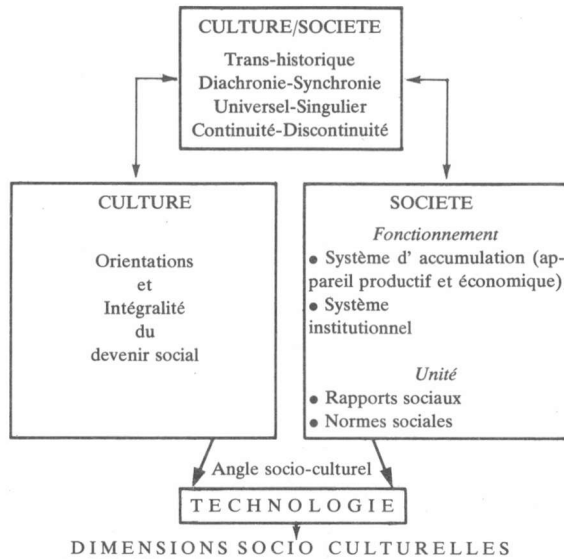 CULTURE/SOCIETE
Trans-historique
Diachronie-Synchronie
Universel-Singulier
Continuité-Discontinuité
CULTURE
Orientations
et
Intégralité
du
devenir social
SOCIETE
Fonctionnement
● Système d' accumulation (ap-
pareil productif et économique)
● Système
institutionnel
Unité
● Rapports sociaux
● Normes sociales
Angle socio-culturel
TECHNOLOGIE
DIMENSIONS SOCIO CULTURELLES